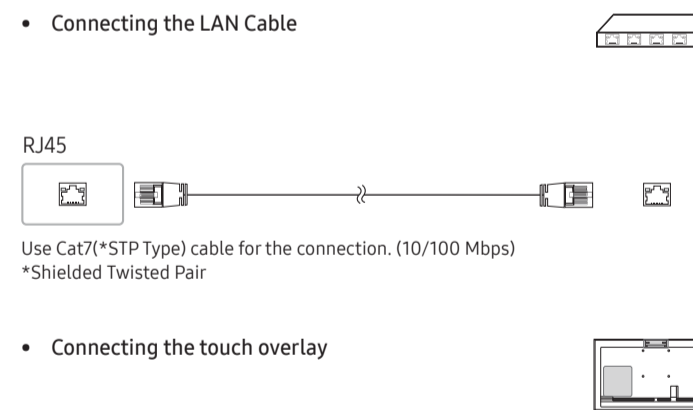 • Connecting the LAN Cable
RJ45
Use Cat7(*STP Type) cable for the connection. (10/100 Mbps)
*Shielded Twisted Pair
• Connecting the touch overlay